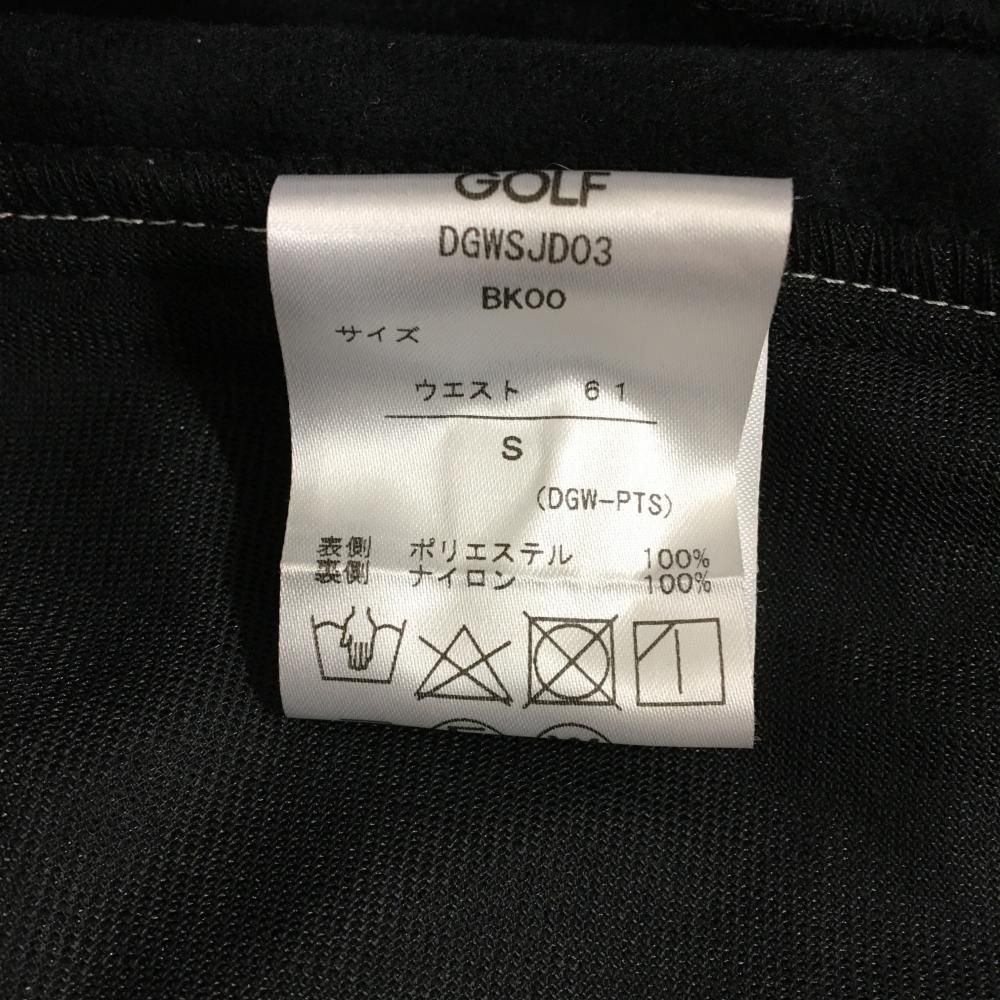 GOLF
DGWSJD03
BK00
サイズ
ウエスト 61
S
(DGW-PTS)
表側 ポリエステル 100%
裏側 ナイロン 100%